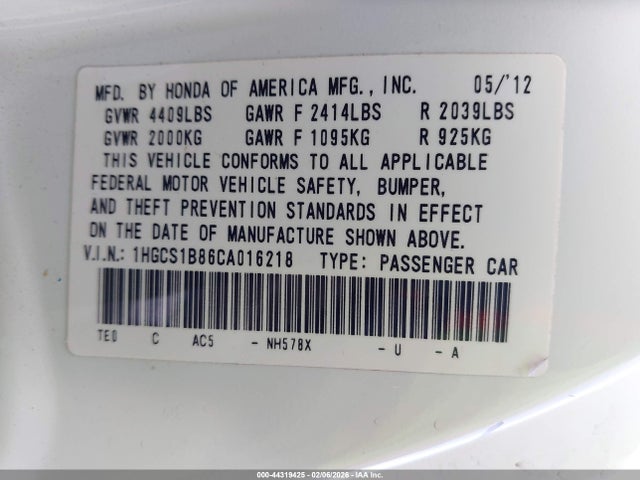 MFD. BY HONDA OF AMERICA MFG., INC. 05/'12
GVWR 4409LBS GAWR F 2414LBS R 2039LBS
GVWR 2000KG GAWR F 1095KG R 925KG
THIS VEHICLE CONFORMS TO ALL APPLICABLE
FEDERAL MOTOR VEHICLE SAFETY, BUMPER,
AND THEFT PREVENTION STANDARDS IN EFFECT
ON THE DATE OF MANUFACTURE SHOWN ABOVE.
V.I.N.: 1HGCS1B86CA016218 TYPE: PASSENGER CAR
TE0 C AC5 - NH578X - U - A
000-44319425 - 02/06/2026 - IAA Inc.